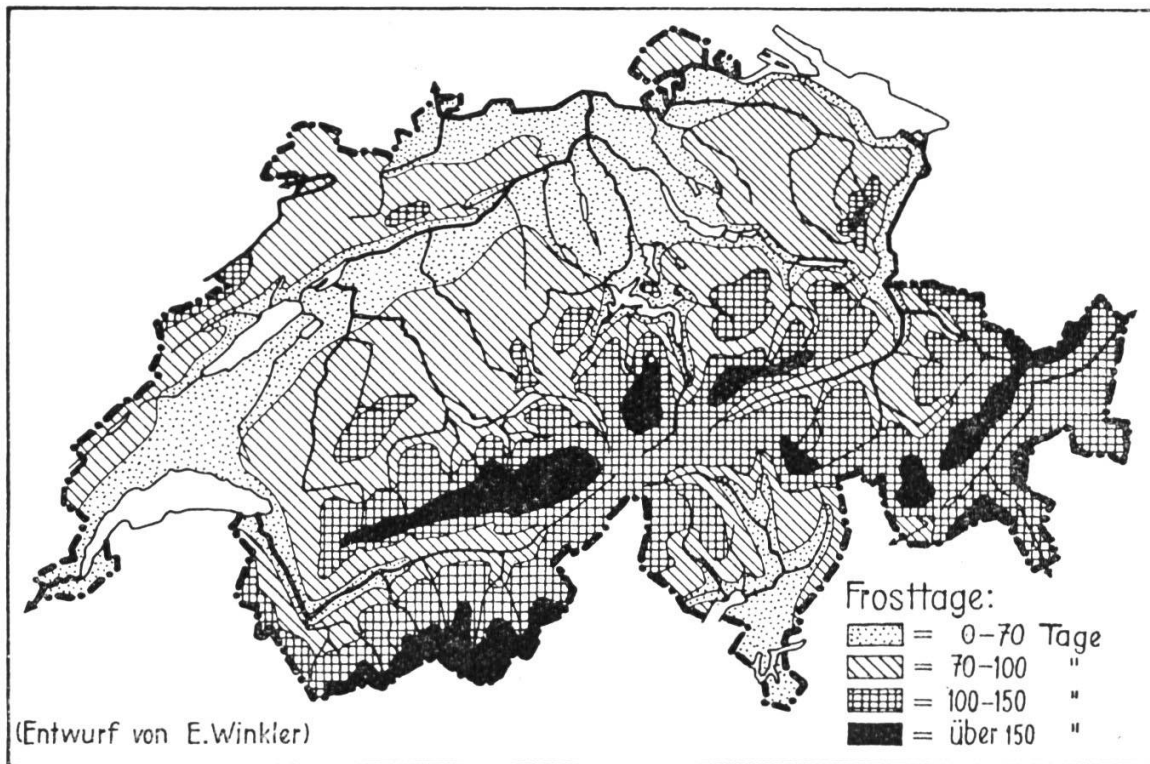 Frosttage:
= 0-70 Tage
= 70-100 "
= 100-150 "
= über 150 "
(Entwurf von E.Winkler)